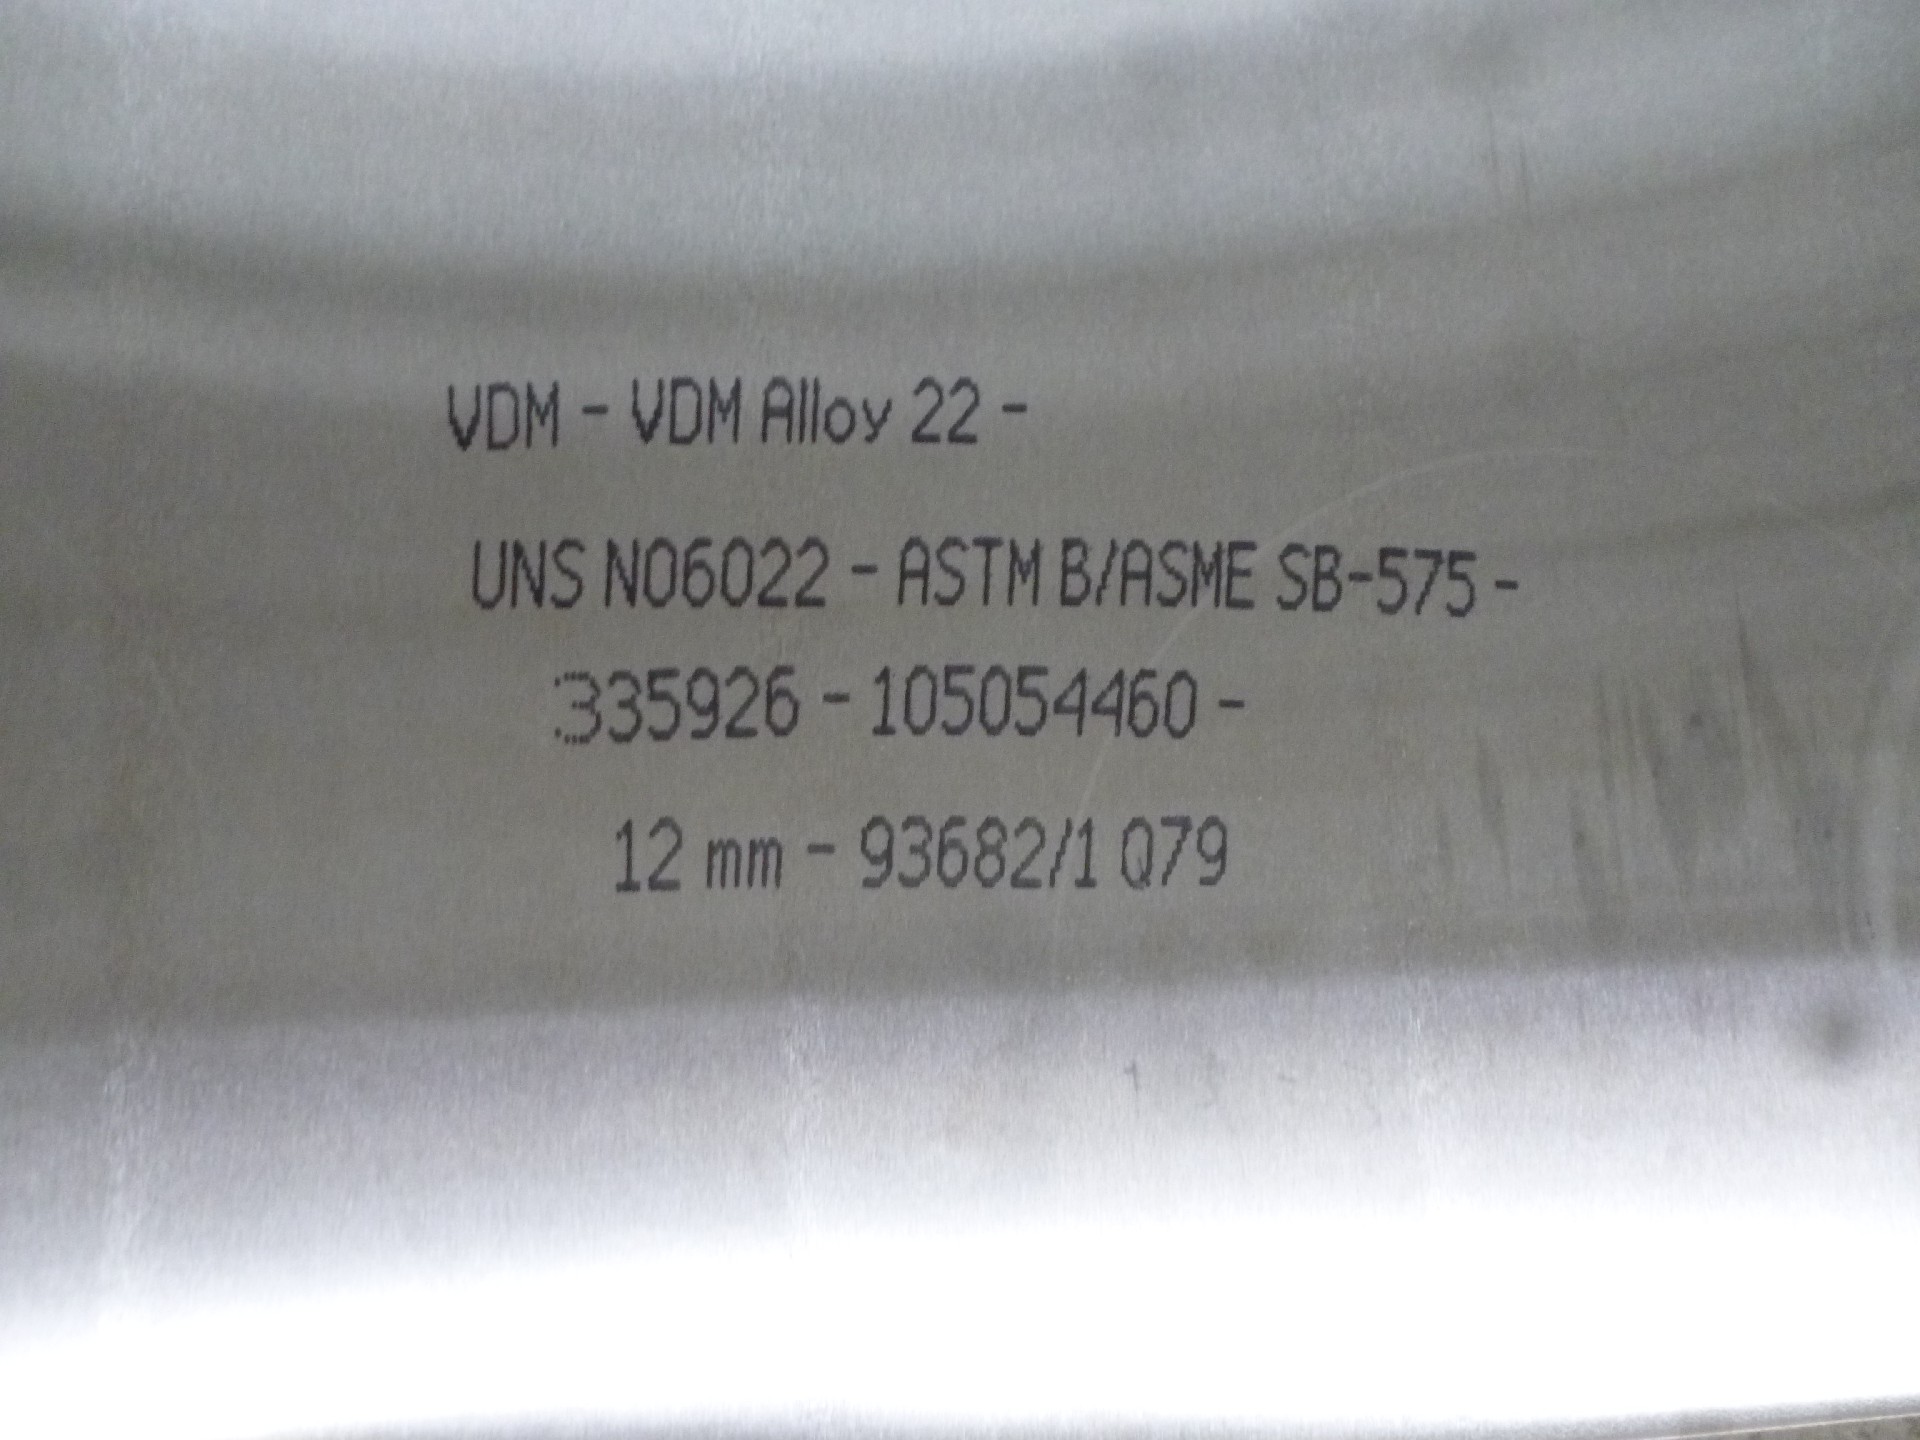 VDM - VDM Alloy 22 -
UNS N06022 - ASTM B/ASME SB-575 -
335926 - 105054460 -
12 mm - 93682/1 Q79